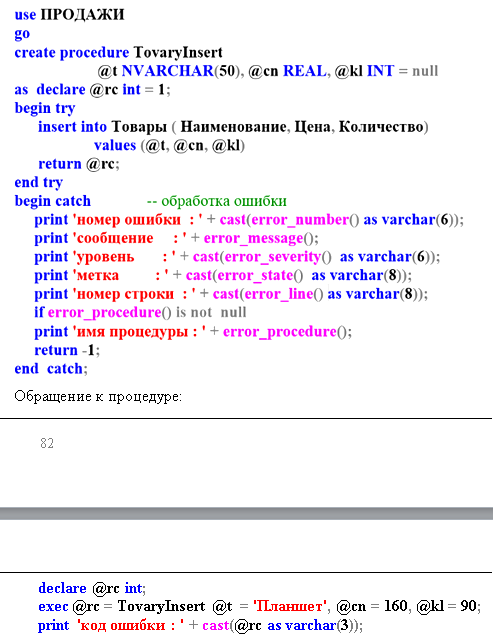 use ПРОДАЖИ
go
create procedure TovaryInsert
@t NVARCHAR(50), @cn REAL, @kl INT = null
as declare @rc int = 1;
begin try
insert into Товары ( Наименование, Цена, Количество)
values (@t, @cn, @kl)
return @rc;
end try
begin catch -- обработка ошибки
print 'номер ошибки : ' + cast(error_number() as varchar(6));
print 'сообщение : ' + error_message();
print 'уровень : ' + cast(error_severity() as varchar(6));
print 'метка : ' + cast(error_state() as varchar(8));
print 'номер строки : ' + cast(error_line() as varchar(8));
if error_procedure() is not null
print 'имя процедуры : ' + error_procedure();
return -1;
end catch;
Обращение к процедуре:
82
declare @rc int;
exec @rc = TovaryInsert @t = 'Планшет', @cn = 160, @kl = 90;
print 'код ошибки : ' + cast(@rc as varchar(3));